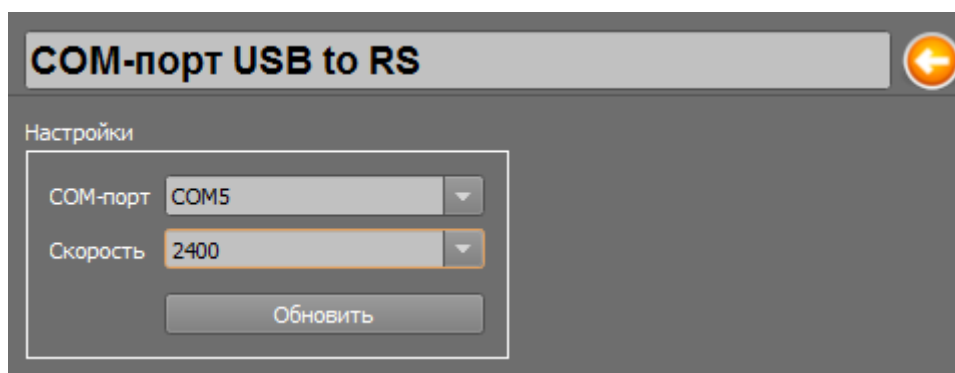 COM-порт USB to RS
Настройки
COM-порт COM5
Скорость 2400
Обновить